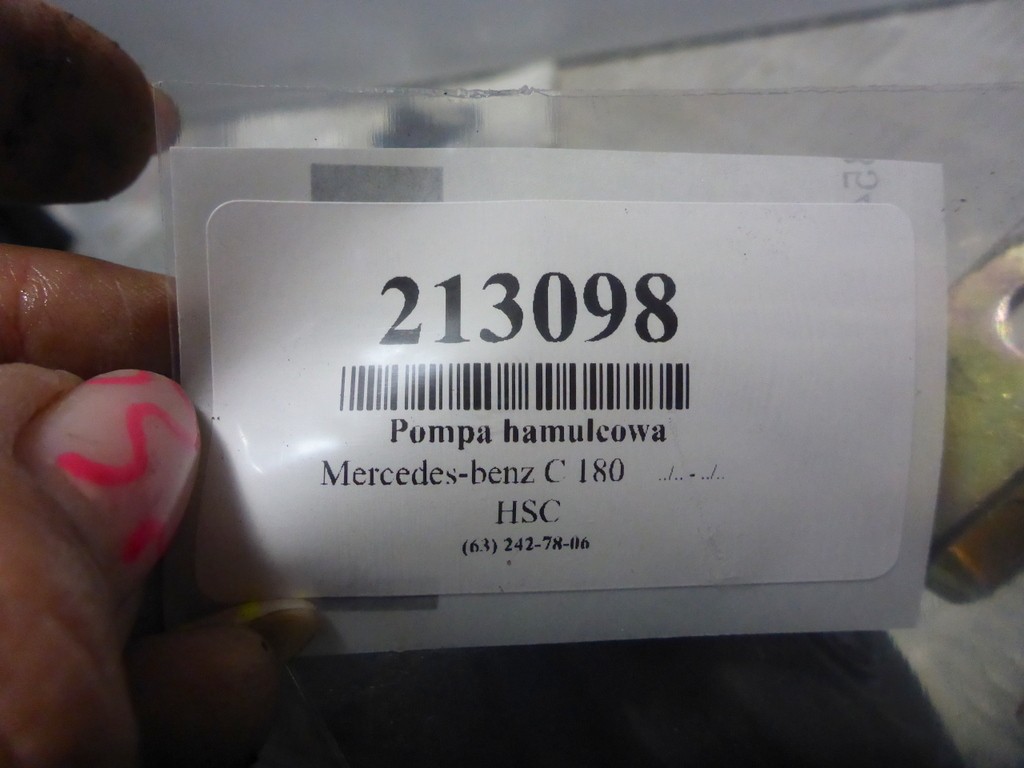 213098
Pompa hamulcowa
Mercedes-benz C 180 ../.. - ../..
HSC
(63) 242-78-06